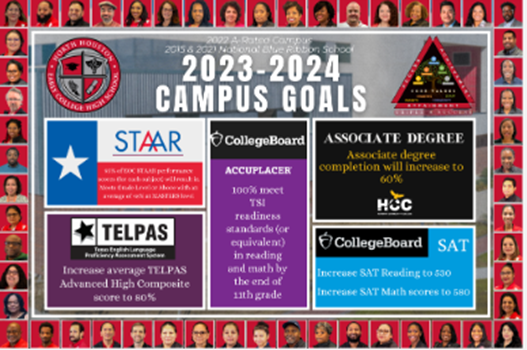 2022 A-Rated Campus
2015 & 2021 National Blue Ribbon School
2023-2024
CAMPUS GOALS
NORTH HOUSTON
EARLY COLLEGE HIGH SCHOOL
STAAR
TELPAS
Texas English Language
Proficiency Assessment System
Increase average TELPAS
Advanced High Composite
score to 80%
CollegeBoard
ACCUPLACER
100% meet
TSI
readiness
standards (or
equivalent)
in reading
and math by
the end of
11th grade
ASSOCIATE DEGREE
Associate degree
completion will increase to
60%
HCC
CollegeBoard
SAT
Increase SAT Reading to 530
Increase SAT Math scores to 580